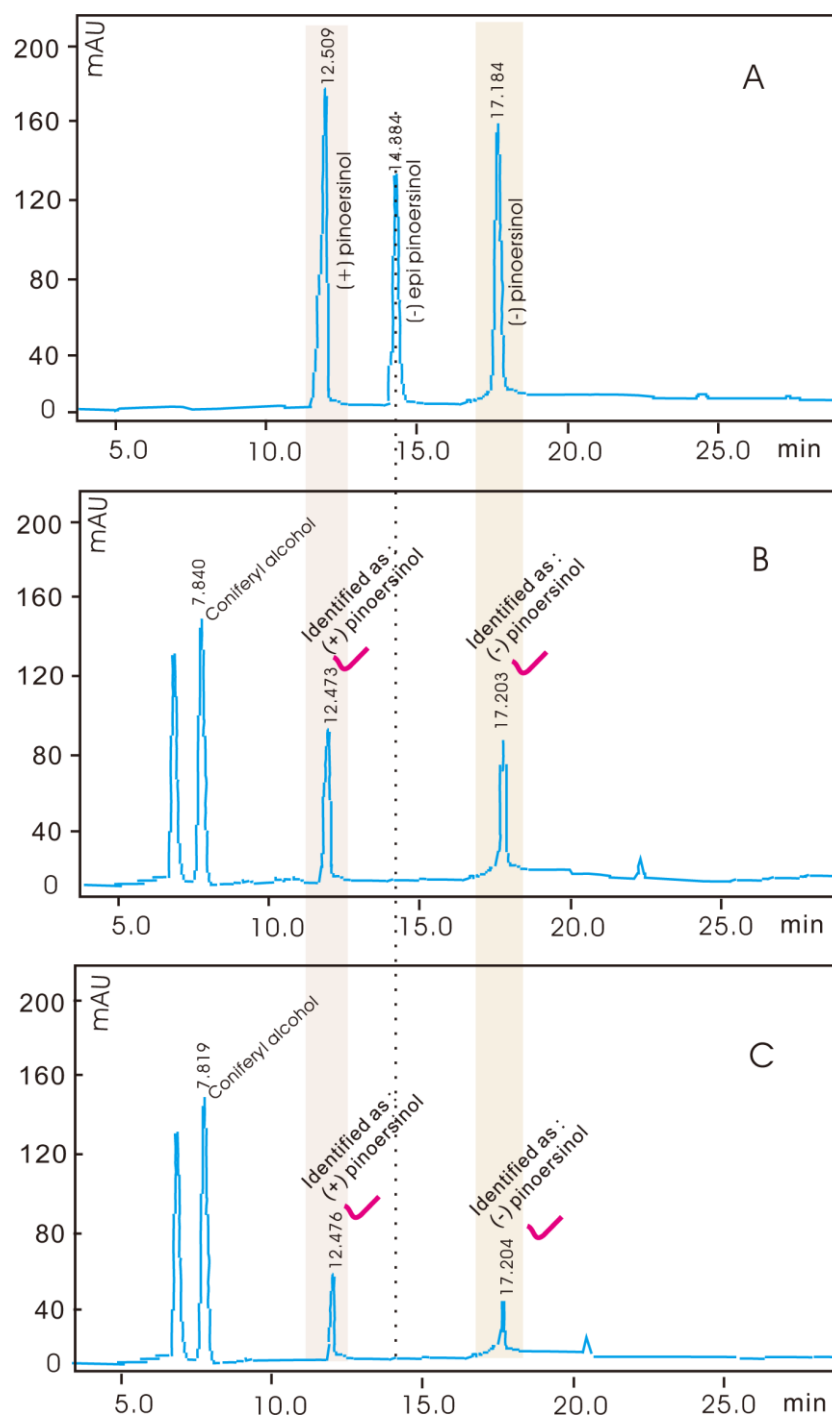 mAU
200
160
120
80
40
0
12.509
(+) pinoersinol
14.884
(-) epi pinoersinol
17.184
(-) pinoersinol
A
5.0
10.0
15.0
20.0
25.0
min
mAU
200
160
120
80
40
0
7.840
Coniferyl alcohol
12.473
Identified as :
(+) pinoersinol
17.203
Identified as :
(-) pinoersinol
B
5.0
10.0
15.0
20.0
25.0
min
mAU
200
160
120
80
40
0
7.819
Coniferyl alcohol
12.476
Identified as :
(+) pinoersinol
17.204
Identified as :
(-) pinoersinol
C
5.0
10.0
15.0
20.0
25.0
min